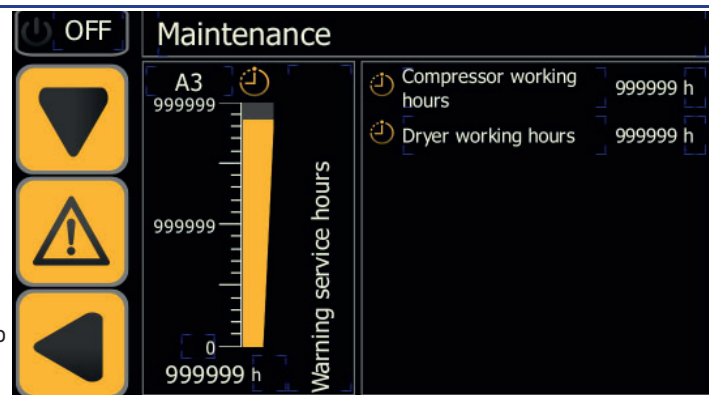 OFF
Maintenance
A3
999999
999999
0
999999 h
Warning service hours
Compressor working
hours
999999 h
Dryer working hours
999999 h